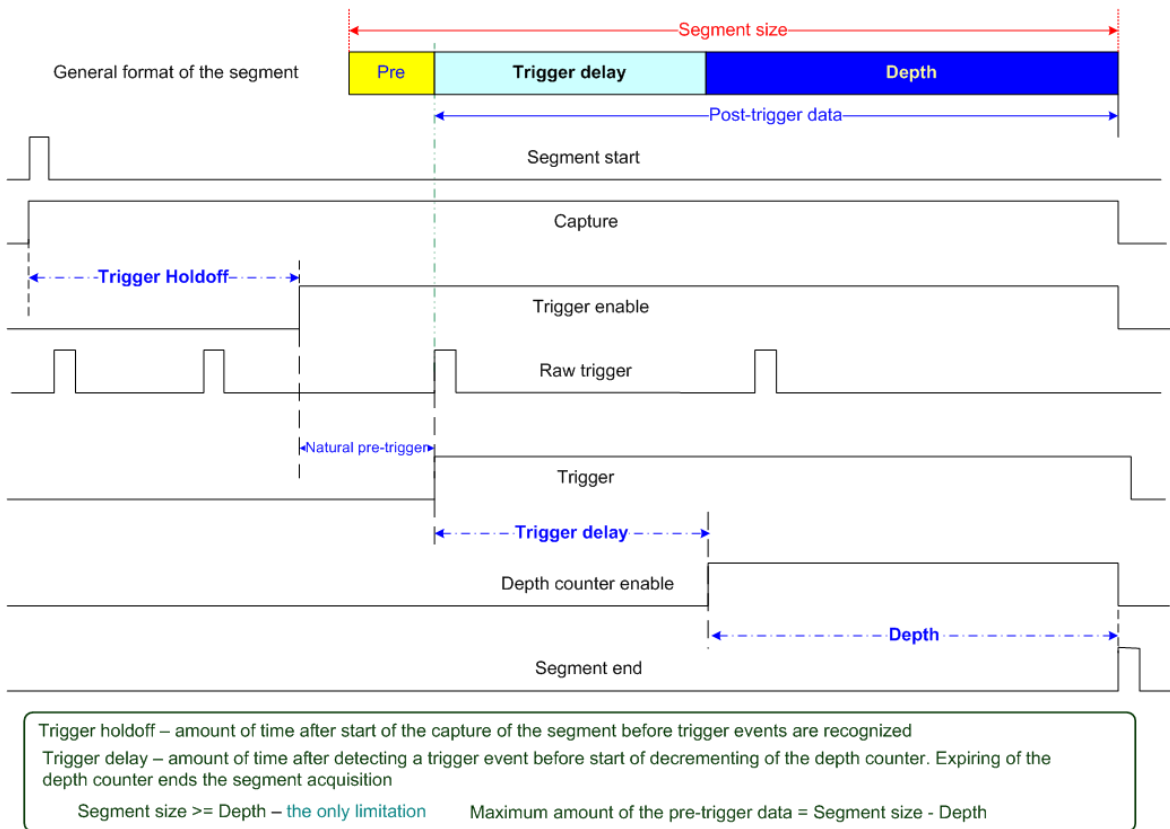 Segment size
General format of the segment
Pre
Trigger delay
Depth
Post-trigger data
Segment start
Capture
Trigger Holdoff
Trigger enable
Raw trigger
Natural pre-trigger
Trigger
Trigger delay
Depth counter enable
Depth
Segment end
Trigger holdoff – amount of time after start of the capture of the segment before trigger events are recognized
Trigger delay – amount of time after detecting a trigger event before start of decrementing of the depth counter. Expiring of the
depth counter ends the segment acquisition
Segment size >= Depth – the only limitation Maximum amount of the pre-trigger data = Segment size - Depth